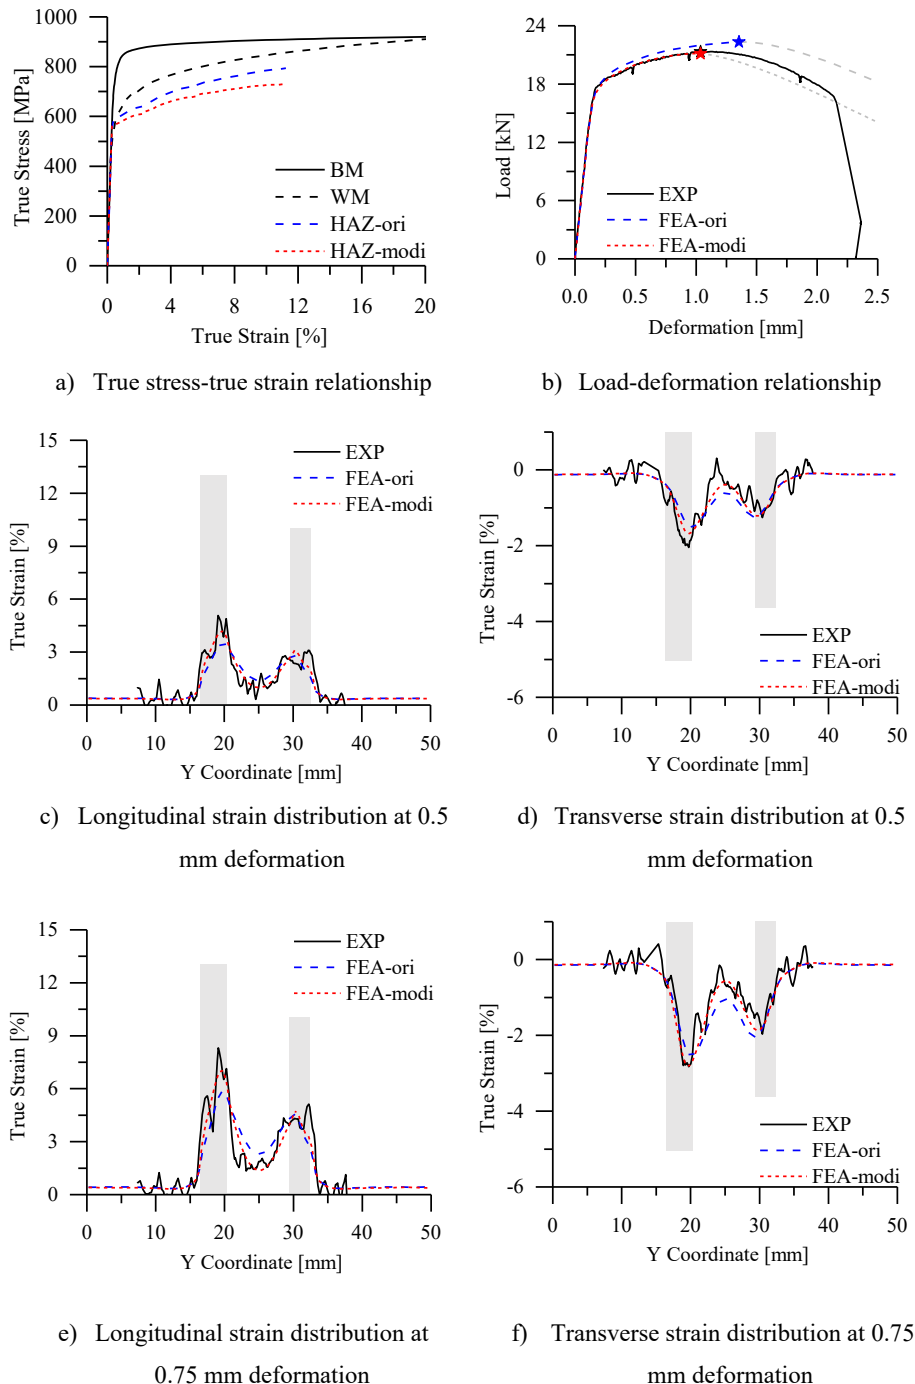 1000
800
600
400
200
0
True Stress [MPa]
BM
WM
HAZ-ori
HAZ-modi
0 4 8 12 16 20
True Strain [%]
a) True stress-true strain relationship
24
18
12
6
0
Load [kN]
EXP
FEA-ori
FEA-modi
0.0 0.5 1.0 1.5 2.0 2.5
Deformation [mm]
b) Load-deformation relationship
15
12
9
6
3
0
True Strain [%]
EXP
FEA-ori
FEA-modi
0 10 20 30 40 50
Y Coordinate [mm]
c) Longitudinal strain distribution at 0.5
mm deformation
0
-2
-4
-6
True Strain [%]
EXP
FEA-ori
FEA-modi
0 10 20 30 40 50
Y Coordinate [mm]
d) Transverse strain distribution at 0.5
mm deformation
15
12
9
6
3
0
True Strain [%]
EXP
FEA-ori
FEA-modi
0 10 20 30 40 50
Y Coordinate [mm]
e) Longitudinal strain distribution at
0.75 mm deformation
0
-2
-4
-6
True Strain [%]
EXP
FEA-ori
FEA-modi
0 10 20 30 40 50
Y Coordinate [mm]
f) Transverse strain distribution at 0.75
mm deformation